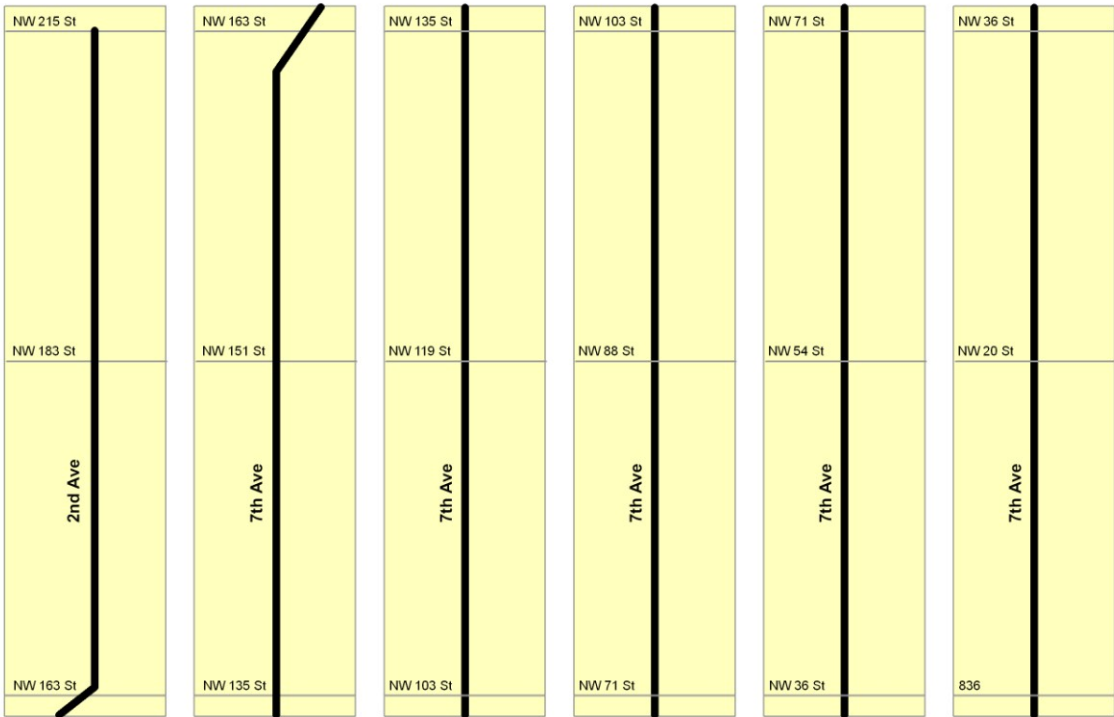 NW 215 St
NW 183 St
2nd Ave
NW 163 St
NW 163 St
NW 151 St
7th Ave
NW 135 St
NW 135 St
NW 119 St
7th Ave
NW 103 St
NW 103 St
NW 88 St
7th Ave
NW 71 St
NW 71 St
NW 54 St
7th Ave
NW 36 St
NW 36 St
NW 20 St
7th Ave
836